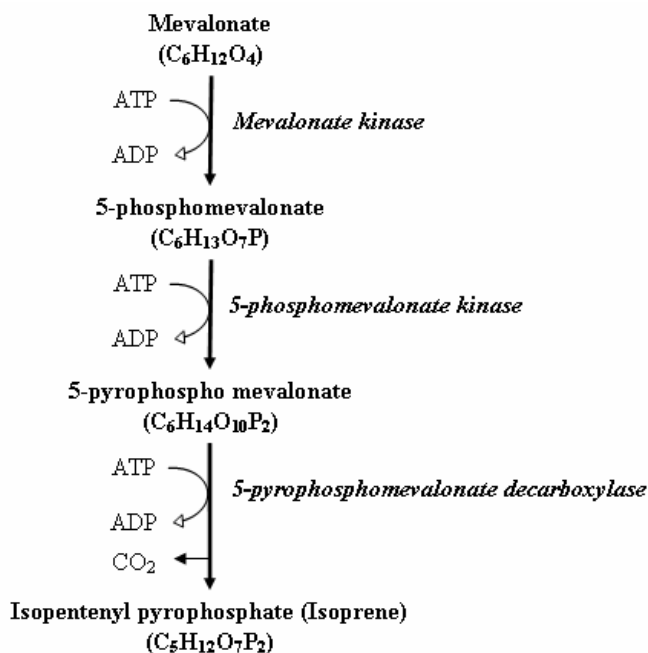 Mevalonate
(C₆H₁₂O₄)
ATP
Mevalonate kinase
ADP
5-phosphomevalonate
(C₆H₁₃O₇P)
ATP
5-phosphomevalonate kinase
ADP
5-pyrophospho mevalonate
(C₆H₁₄O₁₀P₂)
ATP
5-pyrophosphomevalonate decarboxylase
ADP
CO₂
Isopentenyl pyrophosphate (Isoprene)
(C₅H₁₂O₇P₂)